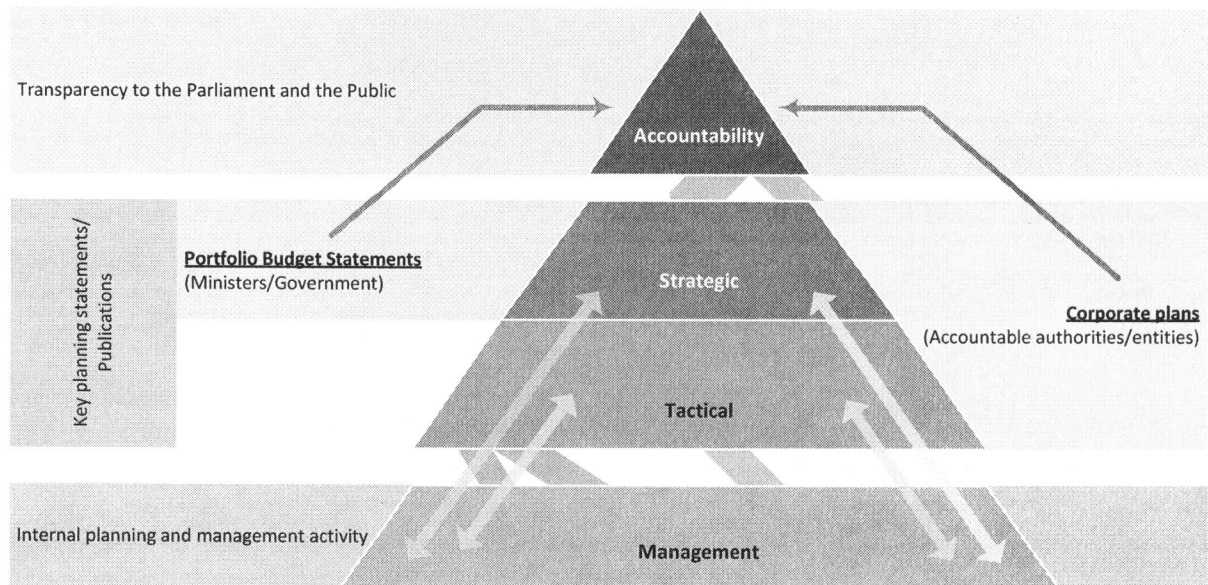 Transparency to the Parliament and the Public
Accountability
Key planning statements/
Publications
Portfolio Budget Statements
(Ministers/Government)
Strategic
Corporate plans
(Accountable authorities/entities)
Tactical
Internal planning and management activity
Management